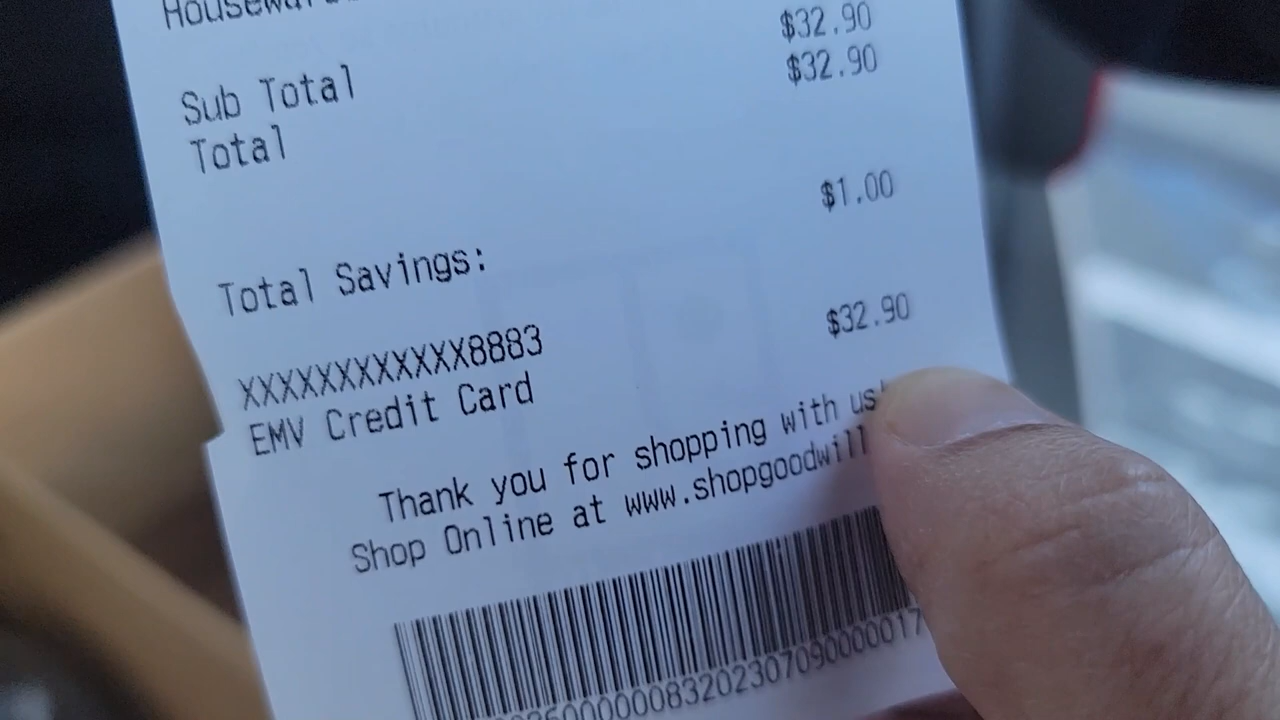 Sub Total $32.90
Total $32.90
$1.00
Total Savings:
$32.90
XXXXXXXXXXXX8883
EMV Credit Card
Thank you for shopping with us!
Shop Online at www.shopgoodwill